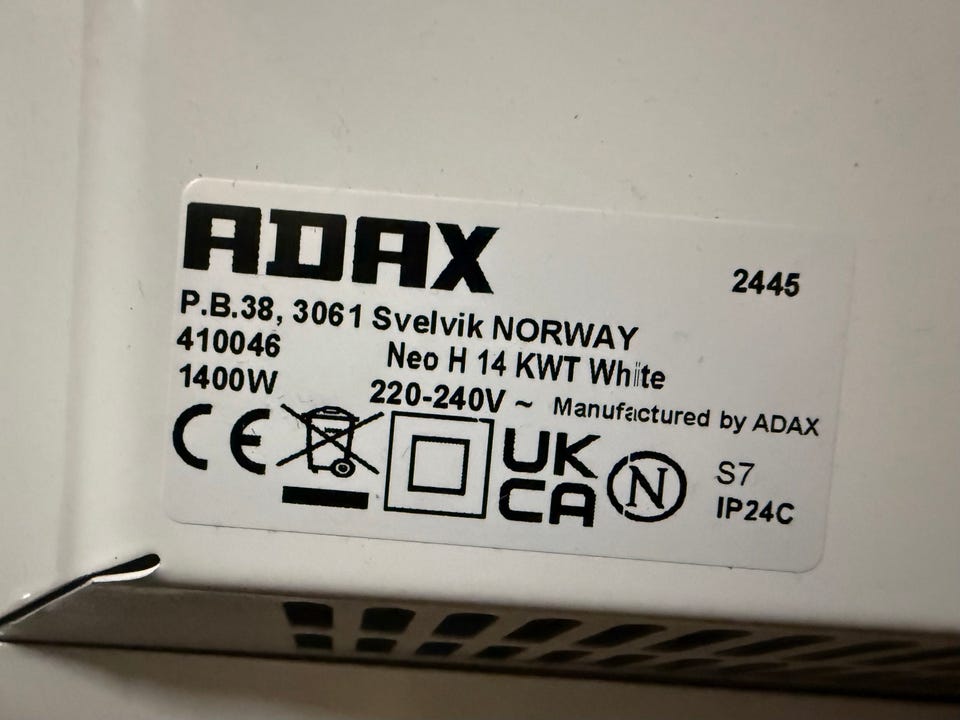 ADAX
2445
P.B.38, 3061 Svelvik NORWAY
410046 Neo H 14 KWT White
1400W 220-240V ~ Manufactured by ADAX
CE UK CA N S7
IP24C